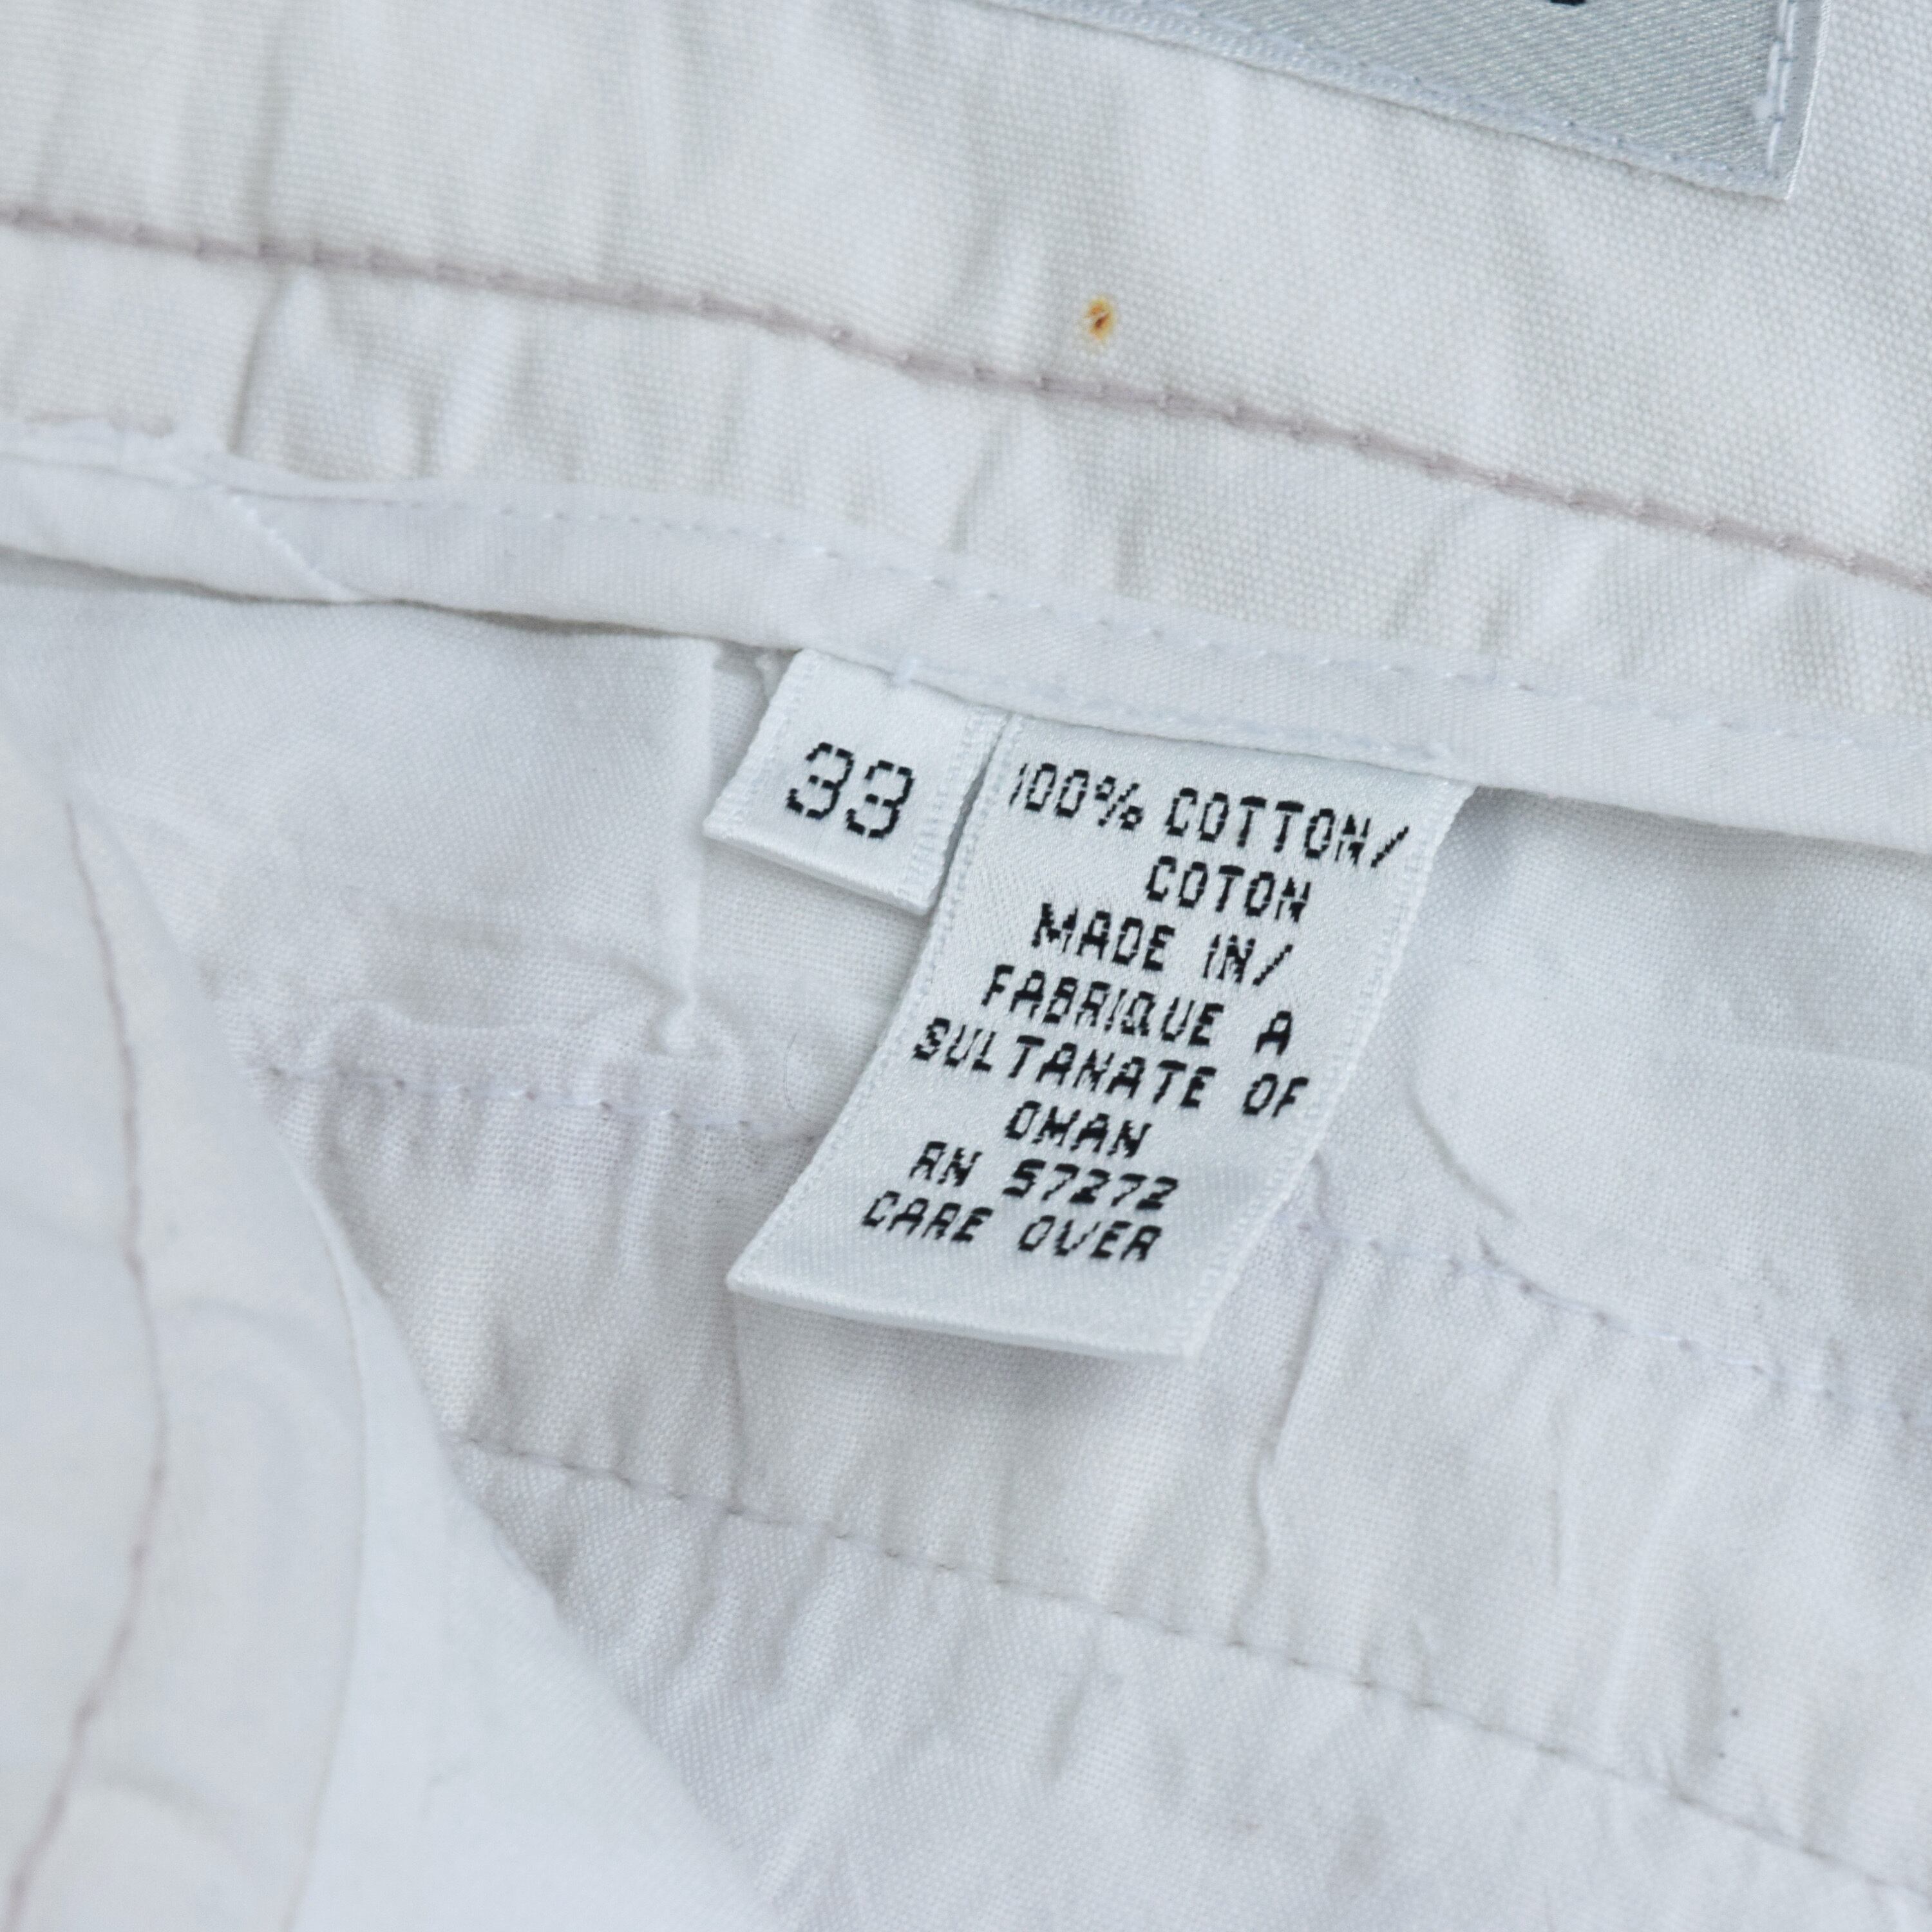 33
100% COTTON/
COTON
MADE IN/
FABRIQUE A
SULTANATE OF
OMAN
RN 57272
CARE OVER